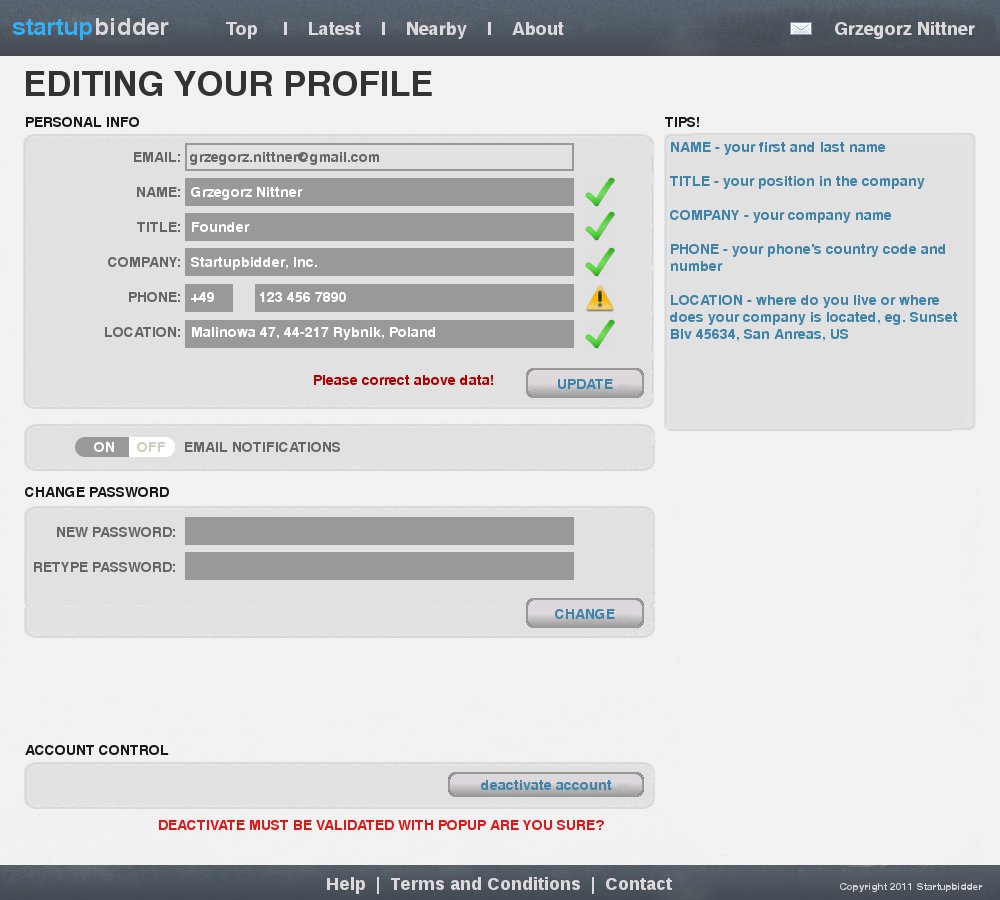 startupbidder Top | Latest | Nearby | About Grzegorz Nittner
EDITING YOUR PROFILE
PERSONAL INFO
EMAIL: grzegorz.nittner@gmail.com
NAME: Grzegorz Nittner
TITLE: Founder
COMPANY: Startupbidder, Inc.
PHONE: +49 123 456 7890
LOCATION: Malinowa 47, 44-217 Rybnik, Poland
Please correct above data! UPDATE
TIPS!
NAME - your first and last name
TITLE - your position in the company
COMPANY - your company name
PHONE - your phone's country code and
number
LOCATION - where do you live or where
does your company is located, eg. Sunset
Blv 45634, San Anreas, US
ON OFF EMAIL NOTIFICATIONS
CHANGE PASSWORD
NEW PASSWORD:
RETYPE PASSWORD:
CHANGE
ACCOUNT CONTROL
deactivate account
DEACTIVATE MUST BE VALIDATED WITH POPUP ARE YOU SURE?
Help | Terms and Conditions | Contact Copyright 2011 Startupbidder